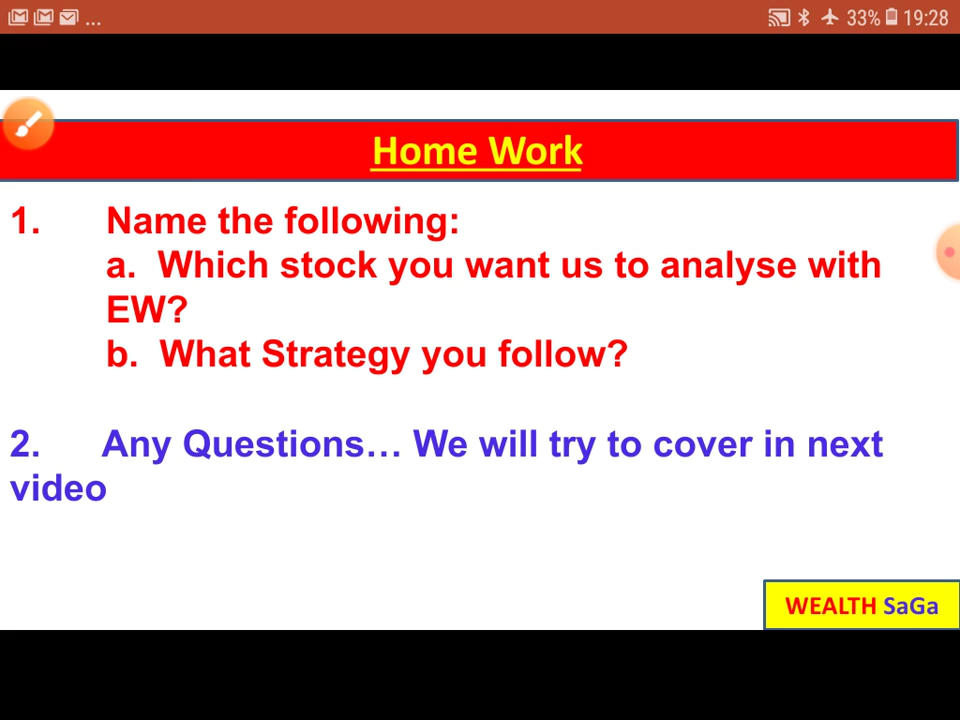 ... 33% 19:28
Home Work
1. Name the following:
a. Which stock you want us to analyse with
EW?
b. What Strategy you follow?
2. Any Questions… We will try to cover in next
video
WEALTH SaGa